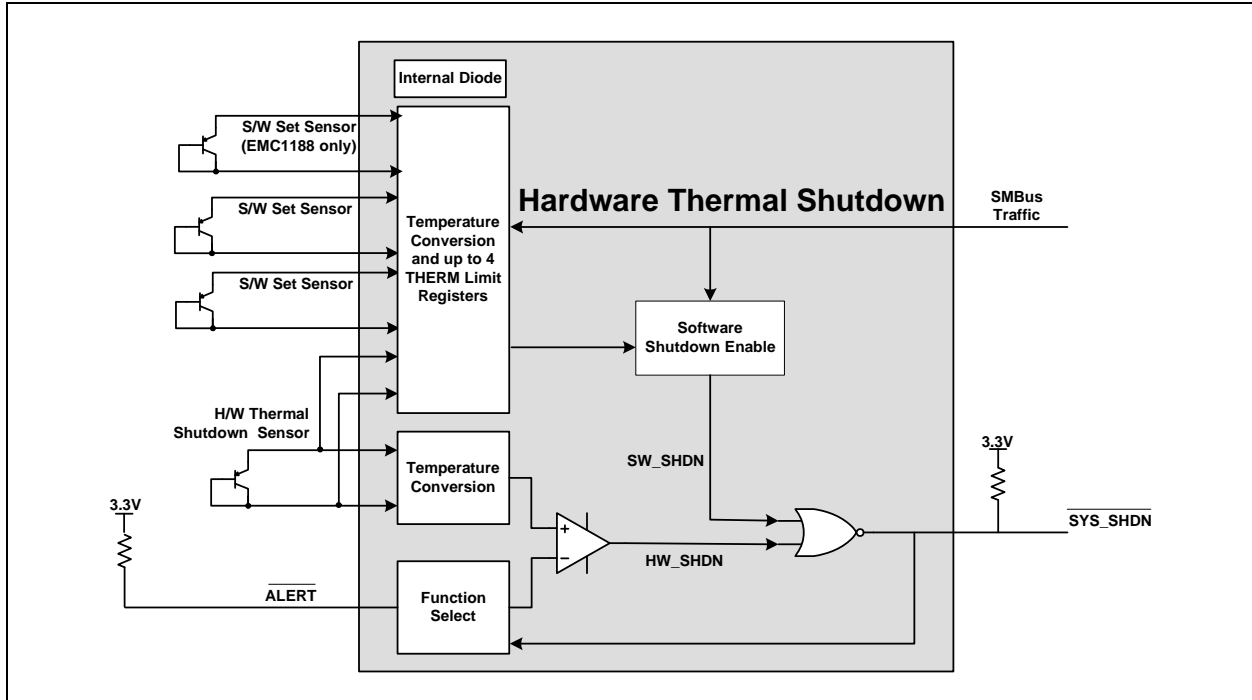 Internal Diode
S/W Set Sensor
(EMC1188 only)
S/W Set Sensor
S/W Set Sensor
Temperature
Conversion
and up to 4
THERM Limit
Registers
Hardware Thermal Shutdown
SMBus
Traffic
Software
Shutdown Enable
H/W Thermal
Shutdown Sensor
Temperature
Conversion
SW_SHDN
3.3V
3.3V
+
−
HW_SHDN
SYS_SHDN
ALERT
Function
Select